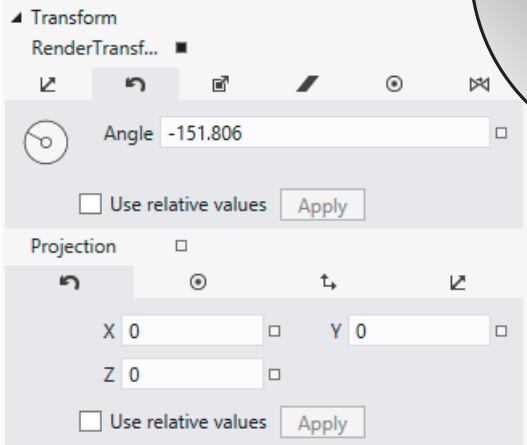 Transform
RenderTransf...
Angle -151.806
Use relative values Apply
Projection
X 0 Y 0
Z 0
Use relative values Apply